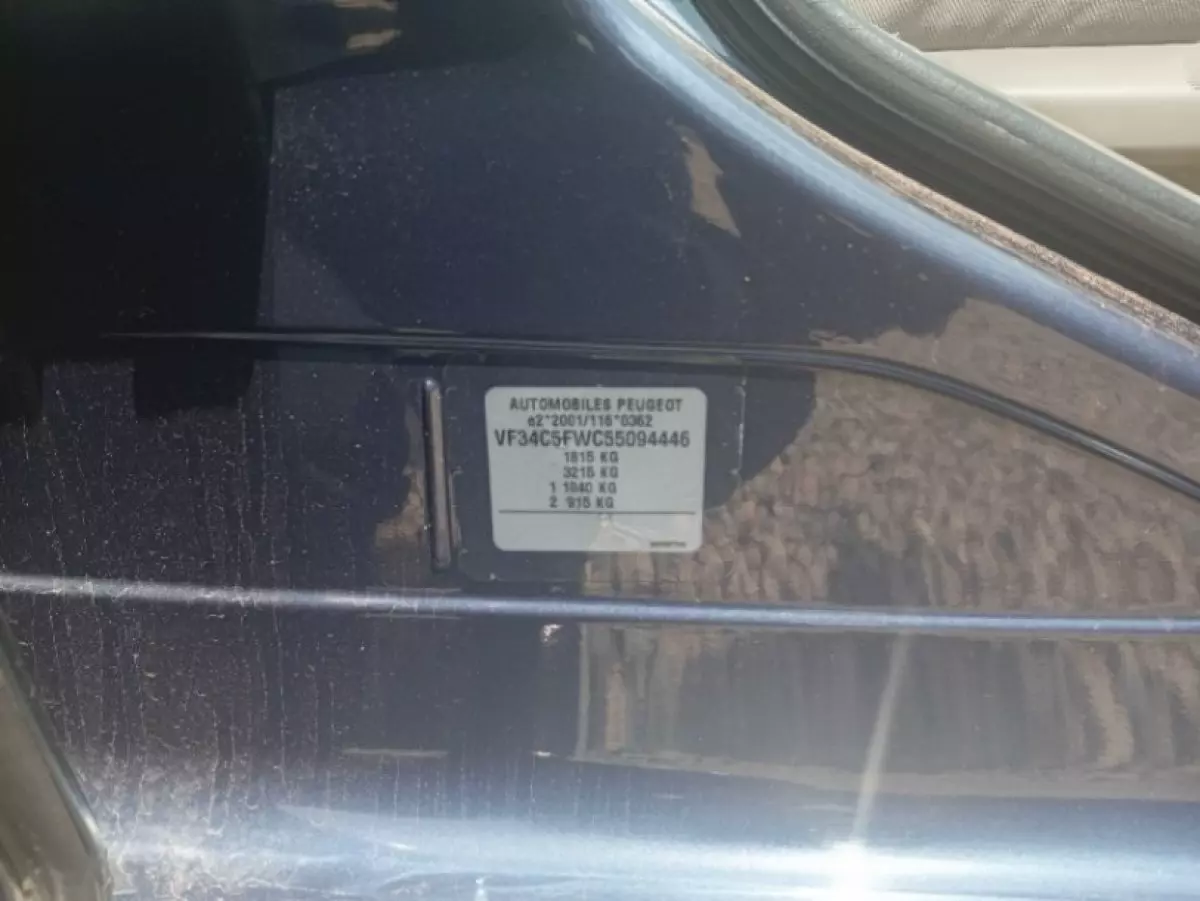 AUTOMOBILES PEUGEOT
e2*2001/116*0362
VF34C5FWC55094446
1815 KG
3215 KG
1 1040 KG
2 915 KG